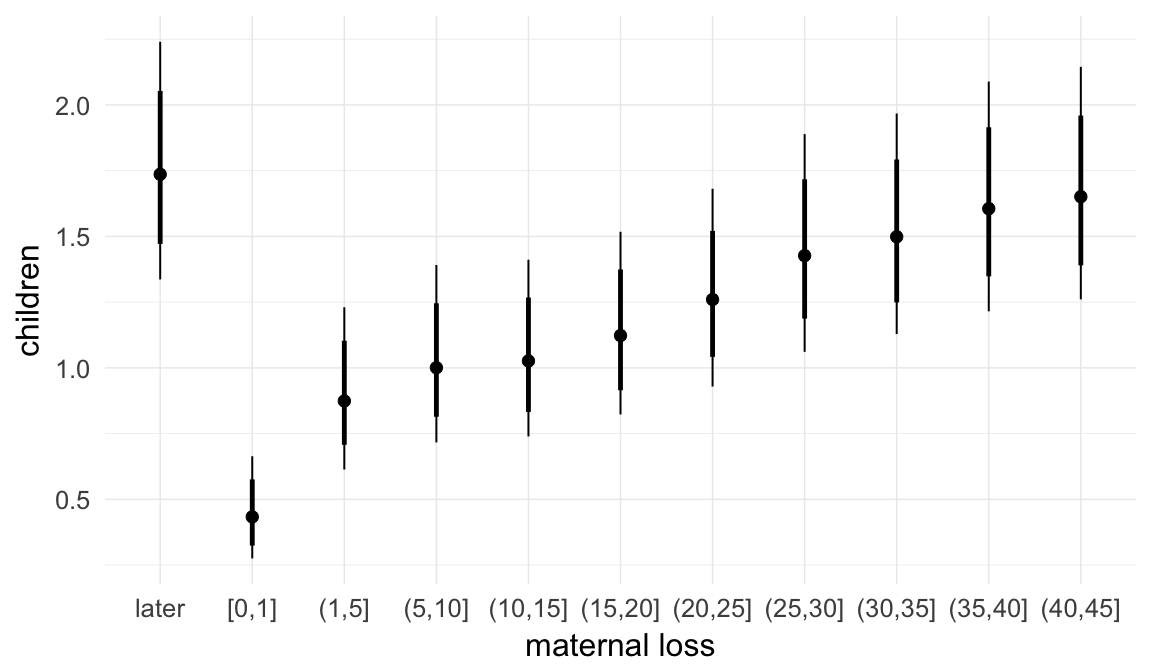 2.0
1.5
1.0
0.5
children
later [0,1] (1,5] (5,10] (10,15] (15,20] (20,25] (25,30] (30,35] (35,40] (40,45]
maternal loss